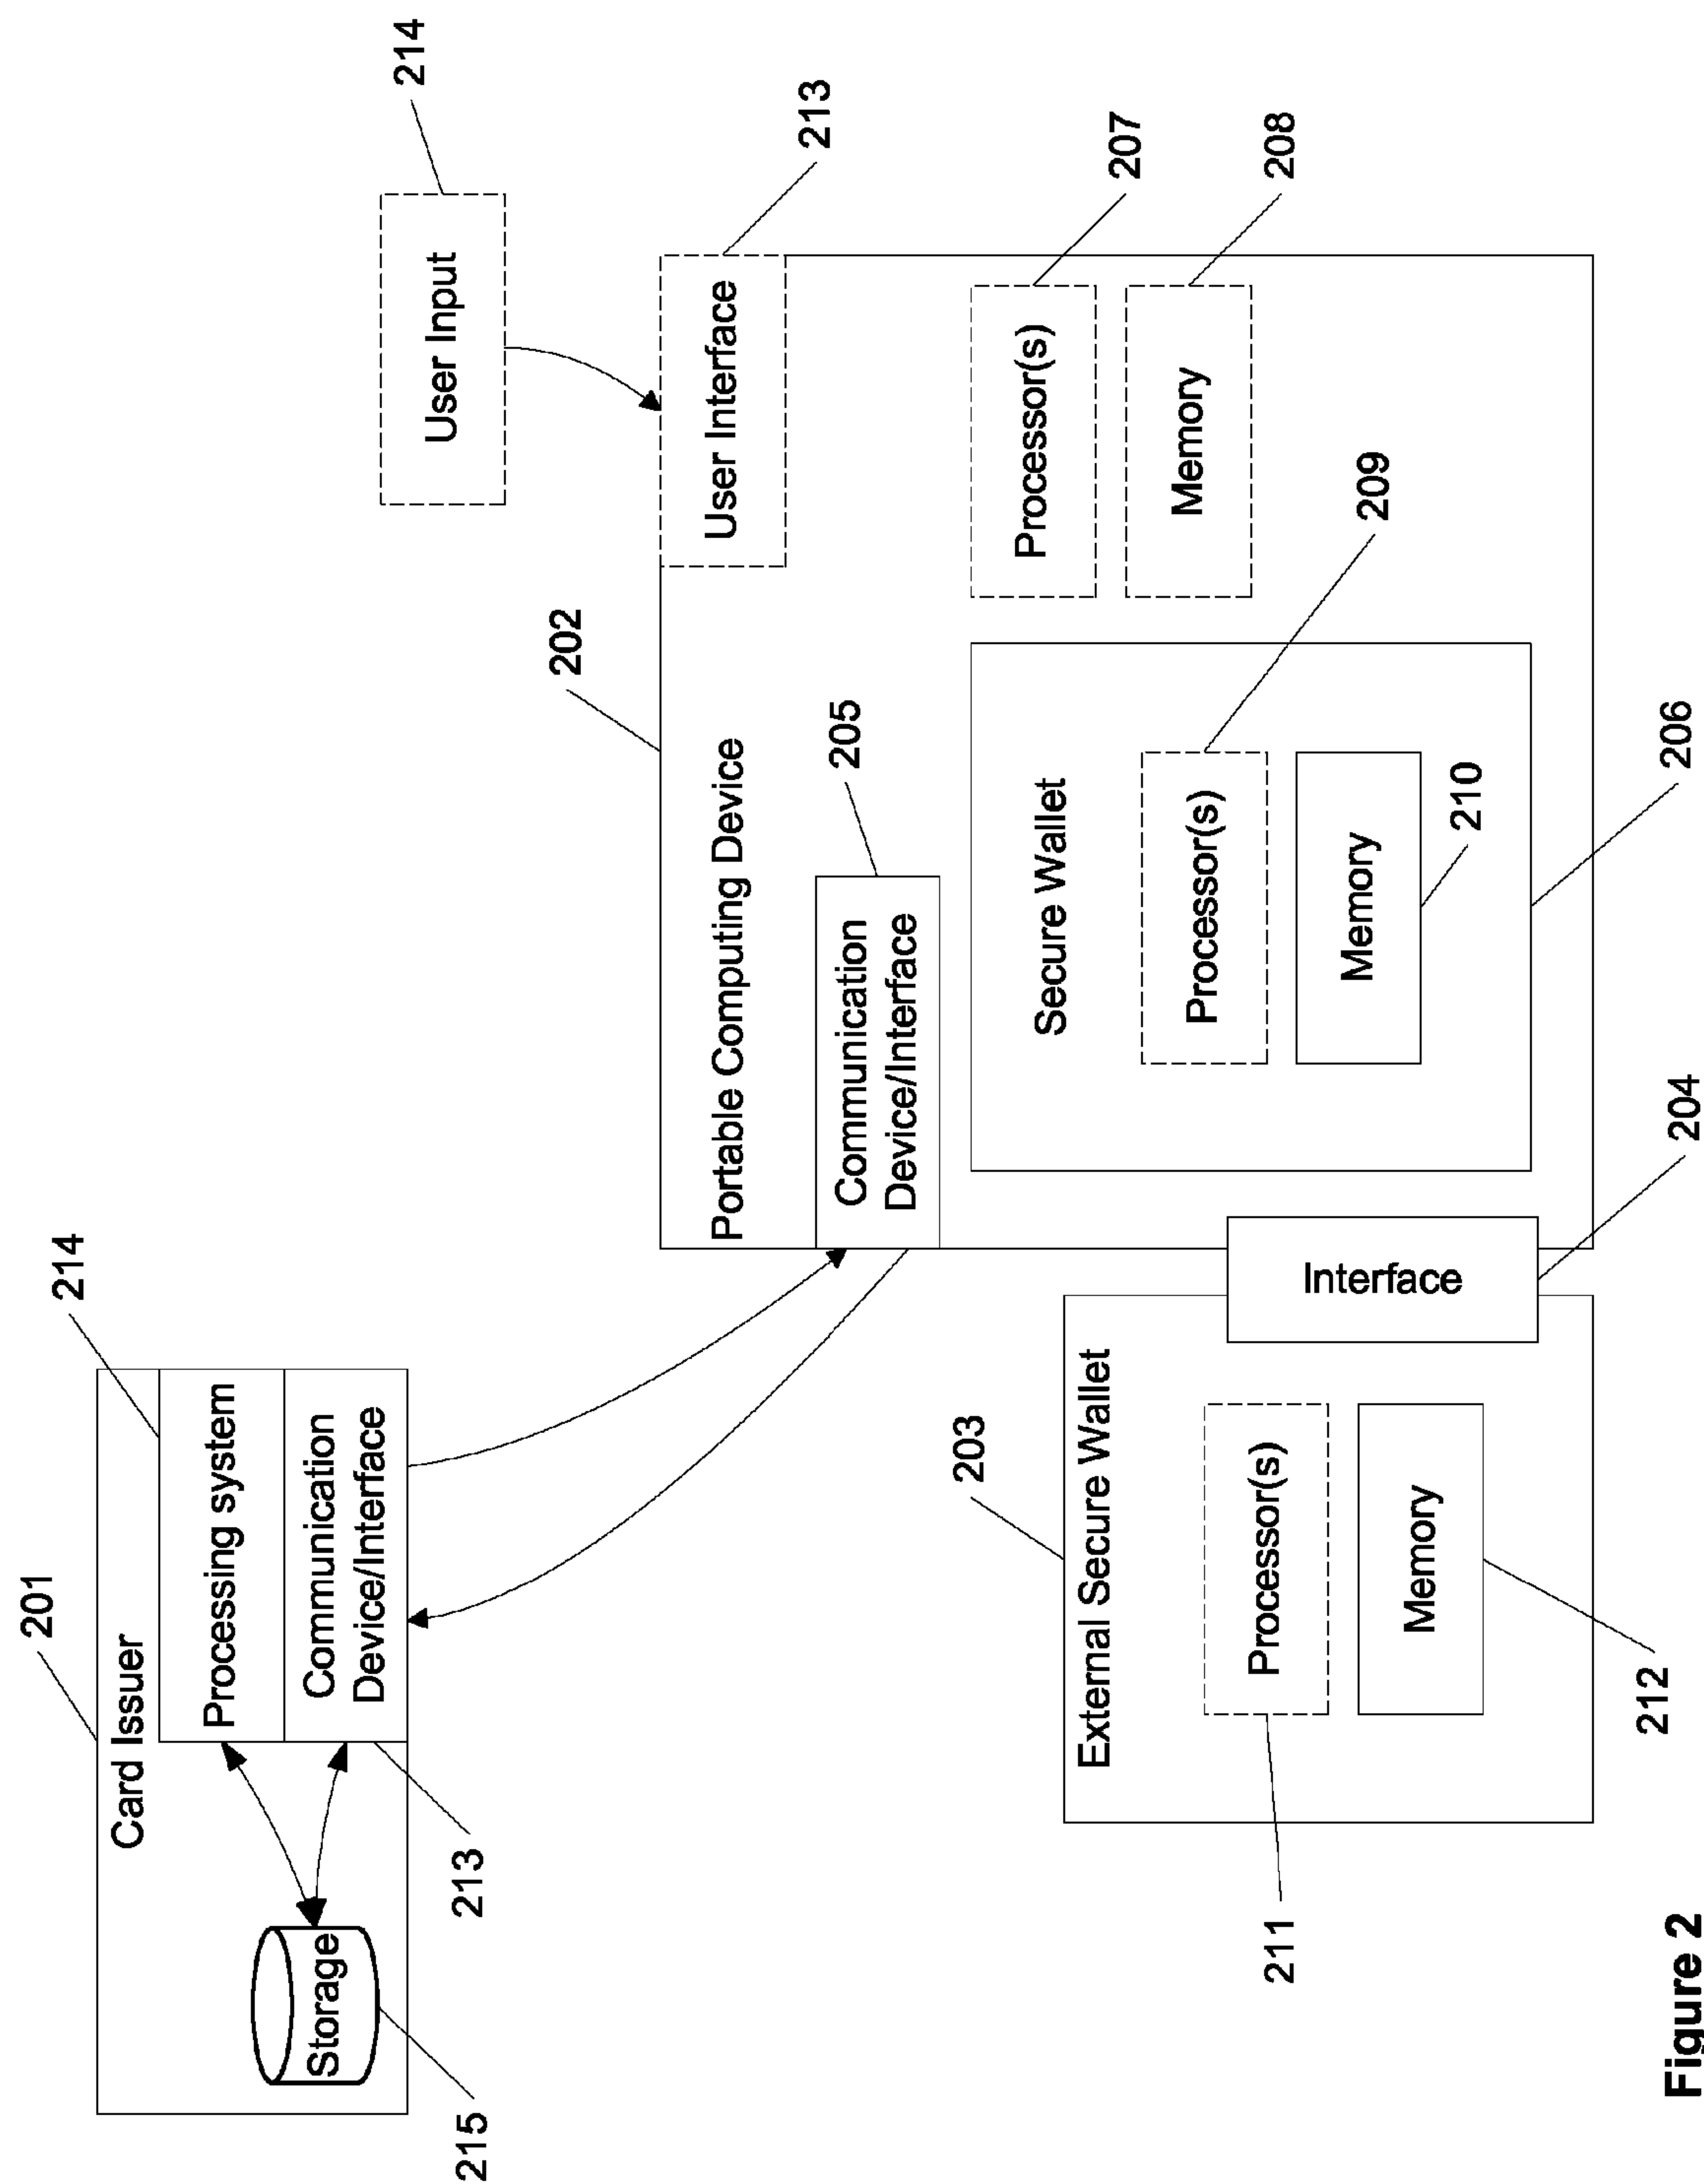 201
Card Issuer
214
Processing system
Communication
Device/Interface
Storage
215
213
214
User Input
202
Portable Computing Device
User Interface
213
205
Communication
Device/Interface
Processor(s)
207
Memory
208
Secure Wallet
Processor(s)
209
Memory
210
206
203
External Secure Wallet
Processor(s)
211
Memory
212
Interface
204
Figure 2